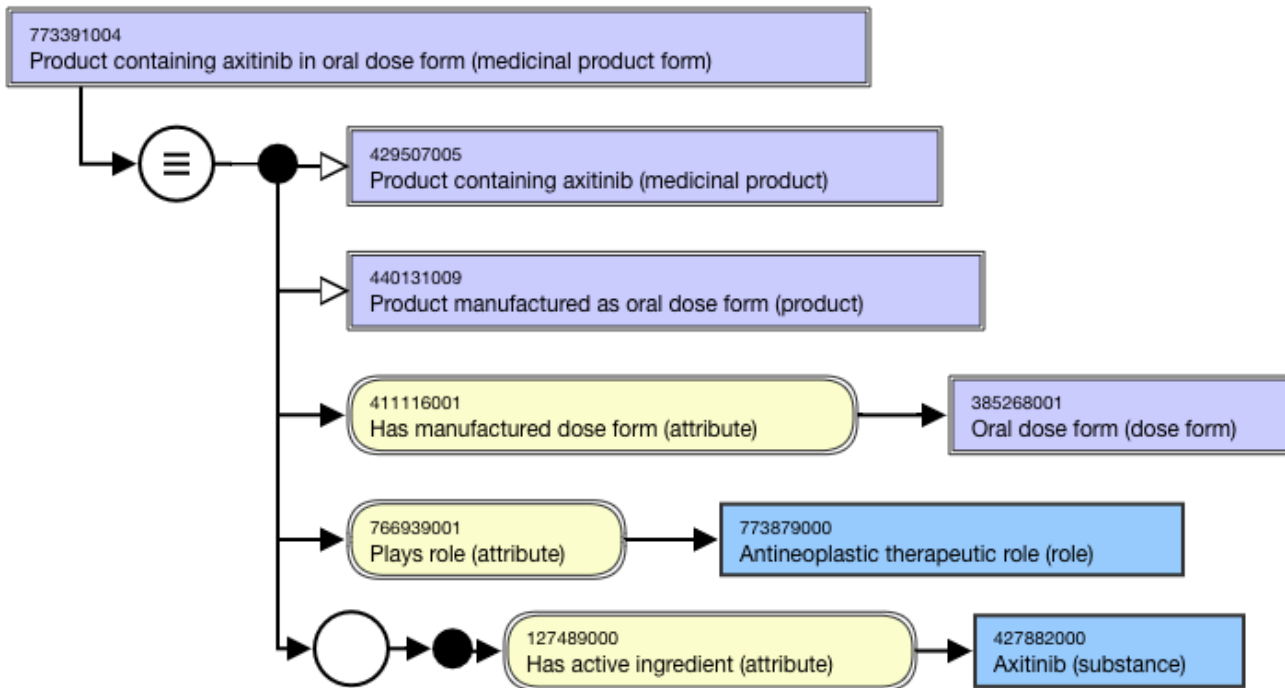 773391004
Product containing axitinib in oral dose form (medicinal product form)
429507005
Product containing axitinib (medicinal product)
440131009
Product manufactured as oral dose form (product)
411116001
Has manufactured dose form (attribute)
385268001
Oral dose form (dose form)
766939001
Plays role (attribute)
773879000
Antineoplastic therapeutic role (role)
127489000
Has active ingredient (attribute)
427882000
Axitinib (substance)